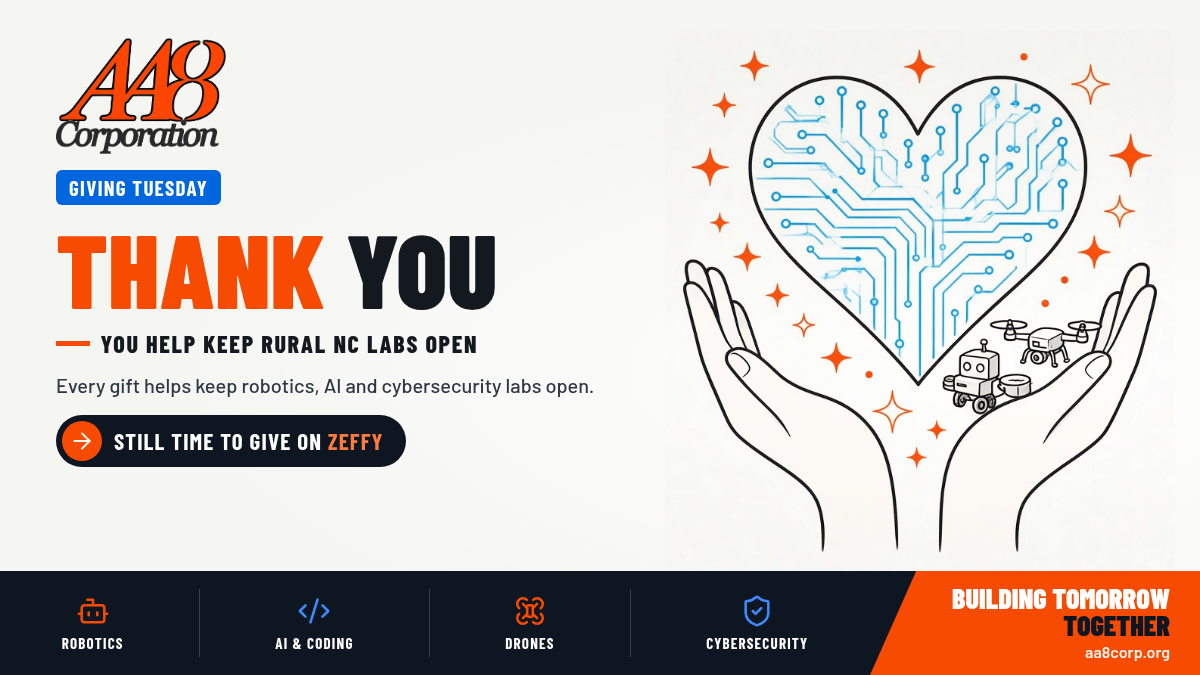 AA8
Corporation
GIVING TUESDAY
THANK YOU
YOU HELP KEEP RURAL NC LABS OPEN
Every gift helps keep robotics, AI and cybersecurity labs open.
STILL TIME TO GIVE ON ZEFFY
ROBOTICS
AI & CODING
DRONES
CYBERSECURITY
BUILDING TOMORROW
TOGETHER
aa8corp.org